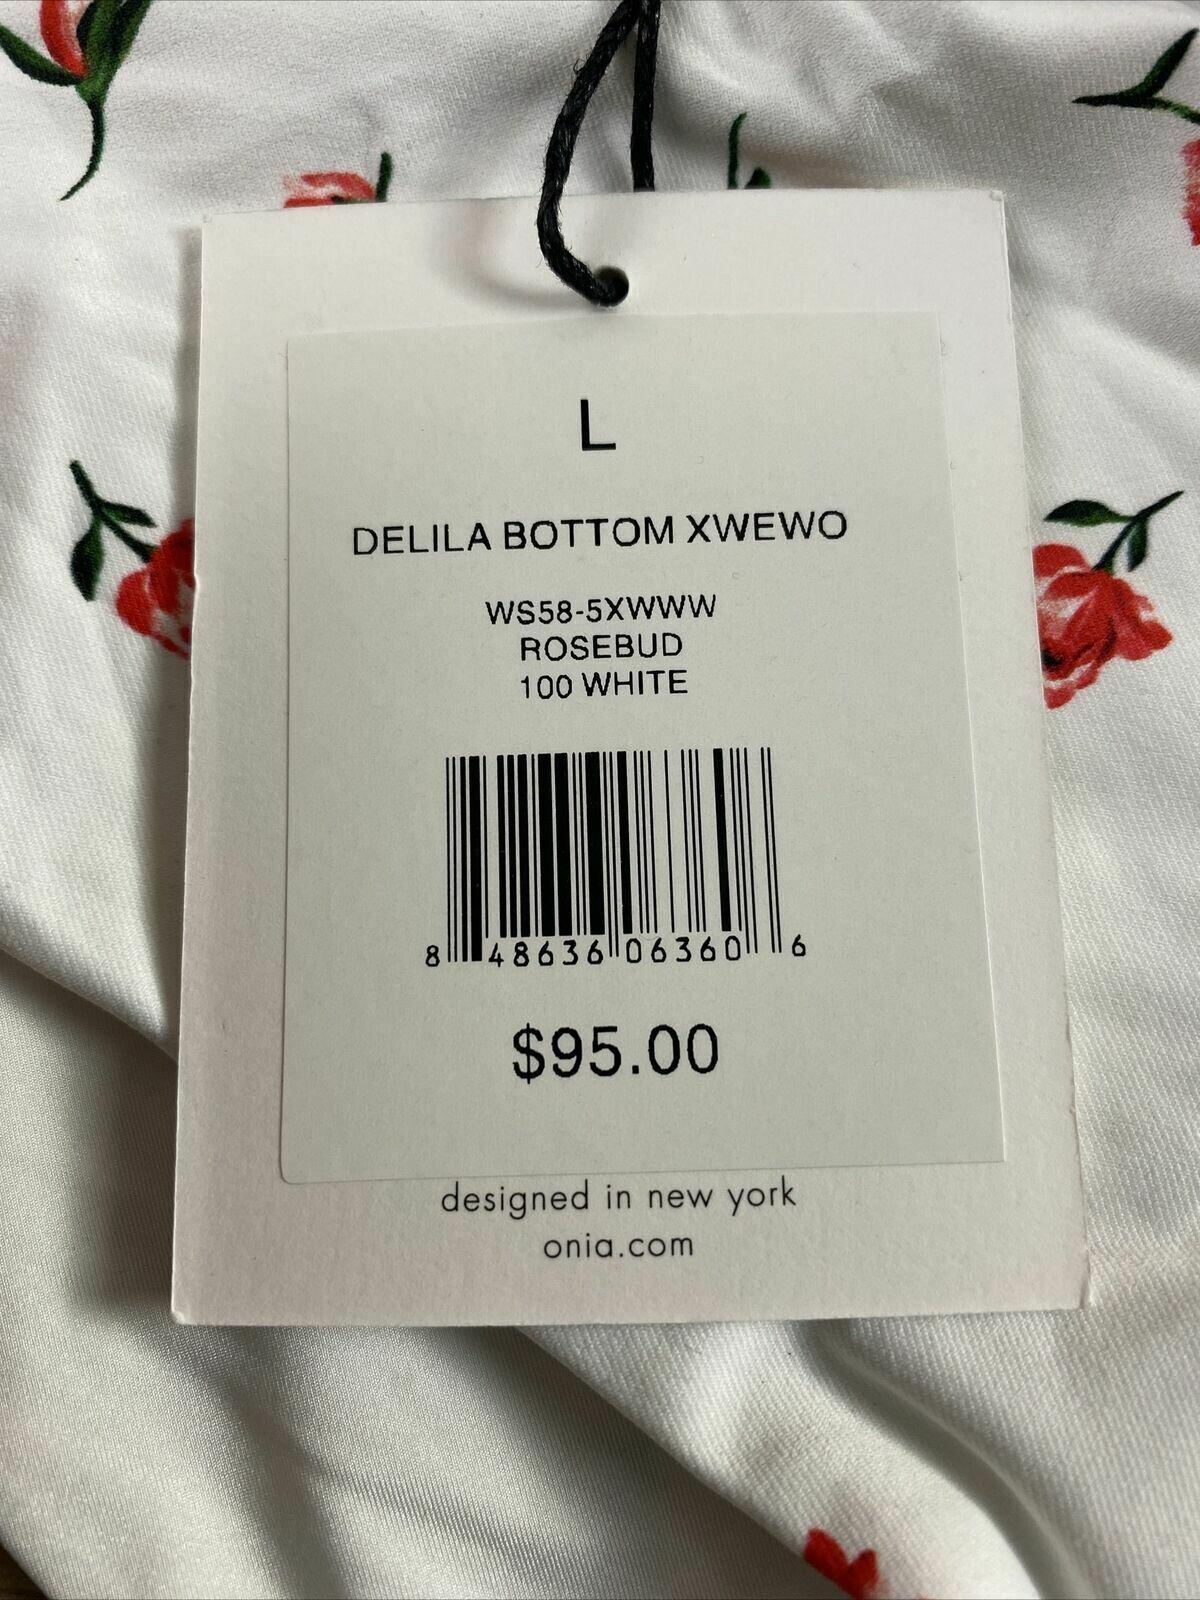 L
DELILA BOTTOM XWEWO
WS58-5XWWW
ROSEBUD
100 WHITE
8 48636 06360 6
$95.00
designed in new york
onia.com